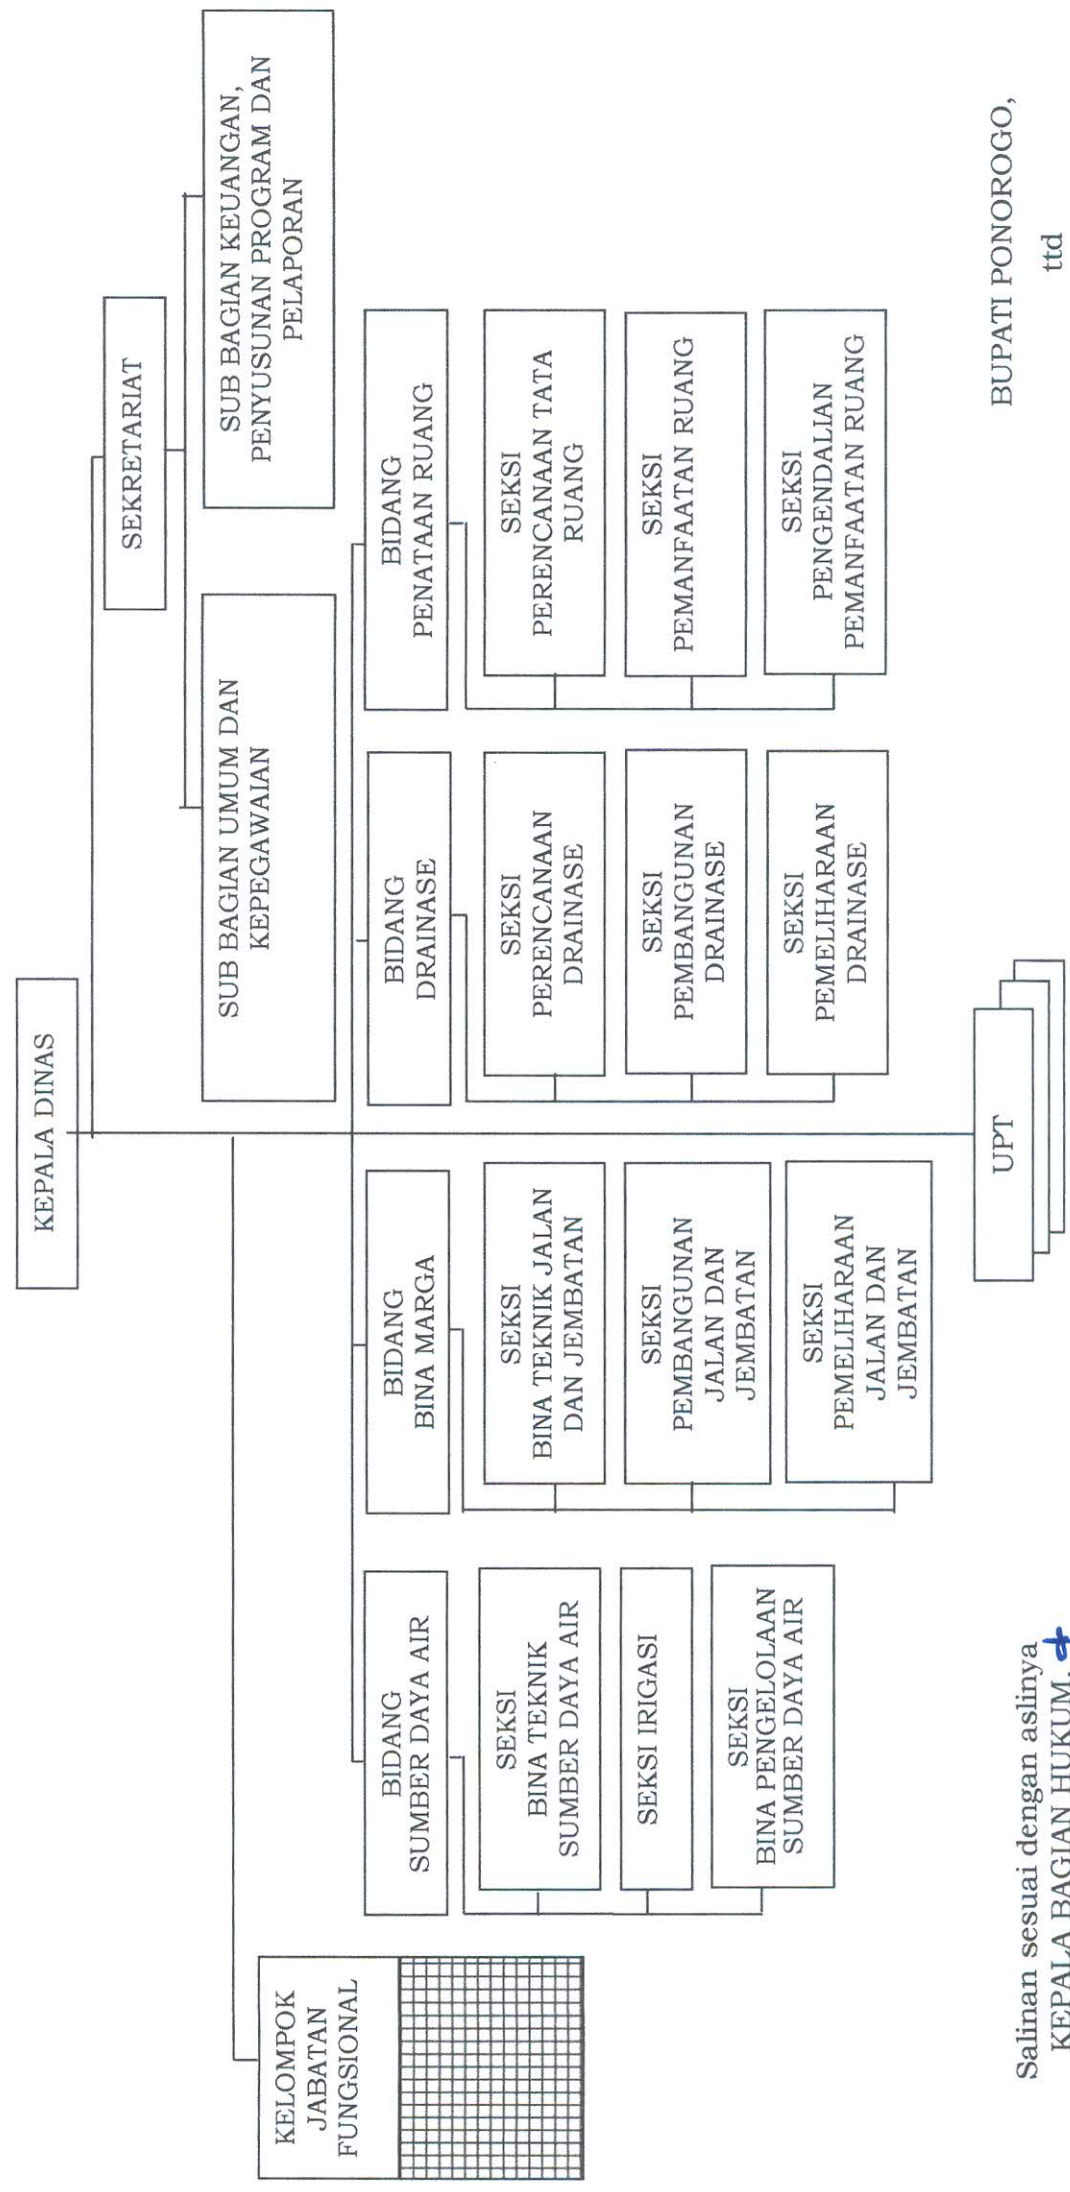 KEPALA DINAS
SEKRETARIAT
SUB BAGIAN UMUM DAN
KEPEGAWAIAN
SUB BAGIAN KEUANGAN,
PENYUSUNAN PROGRAM DAN
PELAPORAN
KELOMPOK
JABATAN
FUNGSIONAL
BIDANG
SUMBER DAYA AIR
SEKSI
BINA TEKNIK
SUMBER DAYA AIR
SEKSI IRIGASI
SEKSI
BINA PENGELOLAAN
SUMBER DAYA AIR
BIDANG
BINA MARGA
SEKSI
BINA TEKNIK JALAN
DAN JEMBATAN
SEKSI
PEMBANGUNAN
JALAN DAN
JEMBATAN
SEKSI
PEMELIHARAAN
JALAN DAN
JEMBATAN
BIDANG
DRAINASE
SEKSI
PERENCANAAN
DRAINASE
SEKSI
PEMBANGUNAN
DRAINASE
SEKSI
PEMELIHARAAN
DRAINASE
BIDANG
PENATAAN RUANG
SEKSI
PERENCANAAN TATA
RUANG
SEKSI
PEMANFAATAN RUANG
SEKSI
PENGENDALIAN
PEMANFAATAN RUANG
UPT
BUPATI PONOROGO,
ttd
Salinan sesuai dengan aslinya
KEPALA BAGIAN HUKUM,